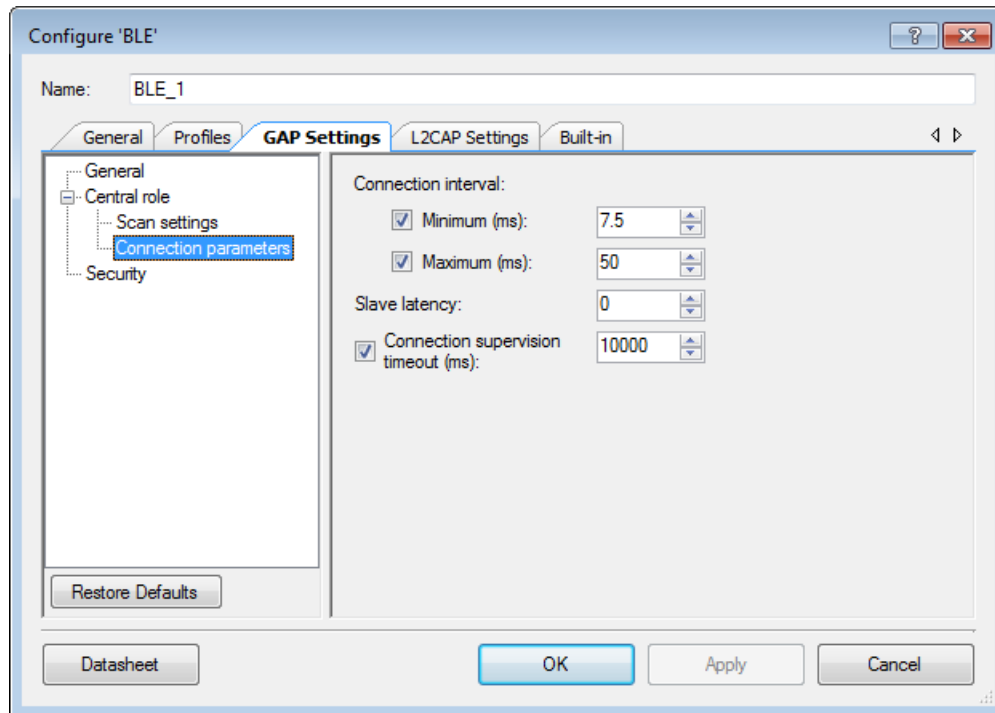 Configure 'BLE'
Name: BLE_1
General Profiles GAP Settings L2CAP Settings Built-in
General
Central role
Scan settings
Connection parameters
Security
Connection interval:
Minimum (ms): 7.5
Maximum (ms): 50
Slave latency: 0
Connection supervision
timeout (ms): 10000
Restore Defaults
Datasheet OK Apply Cancel